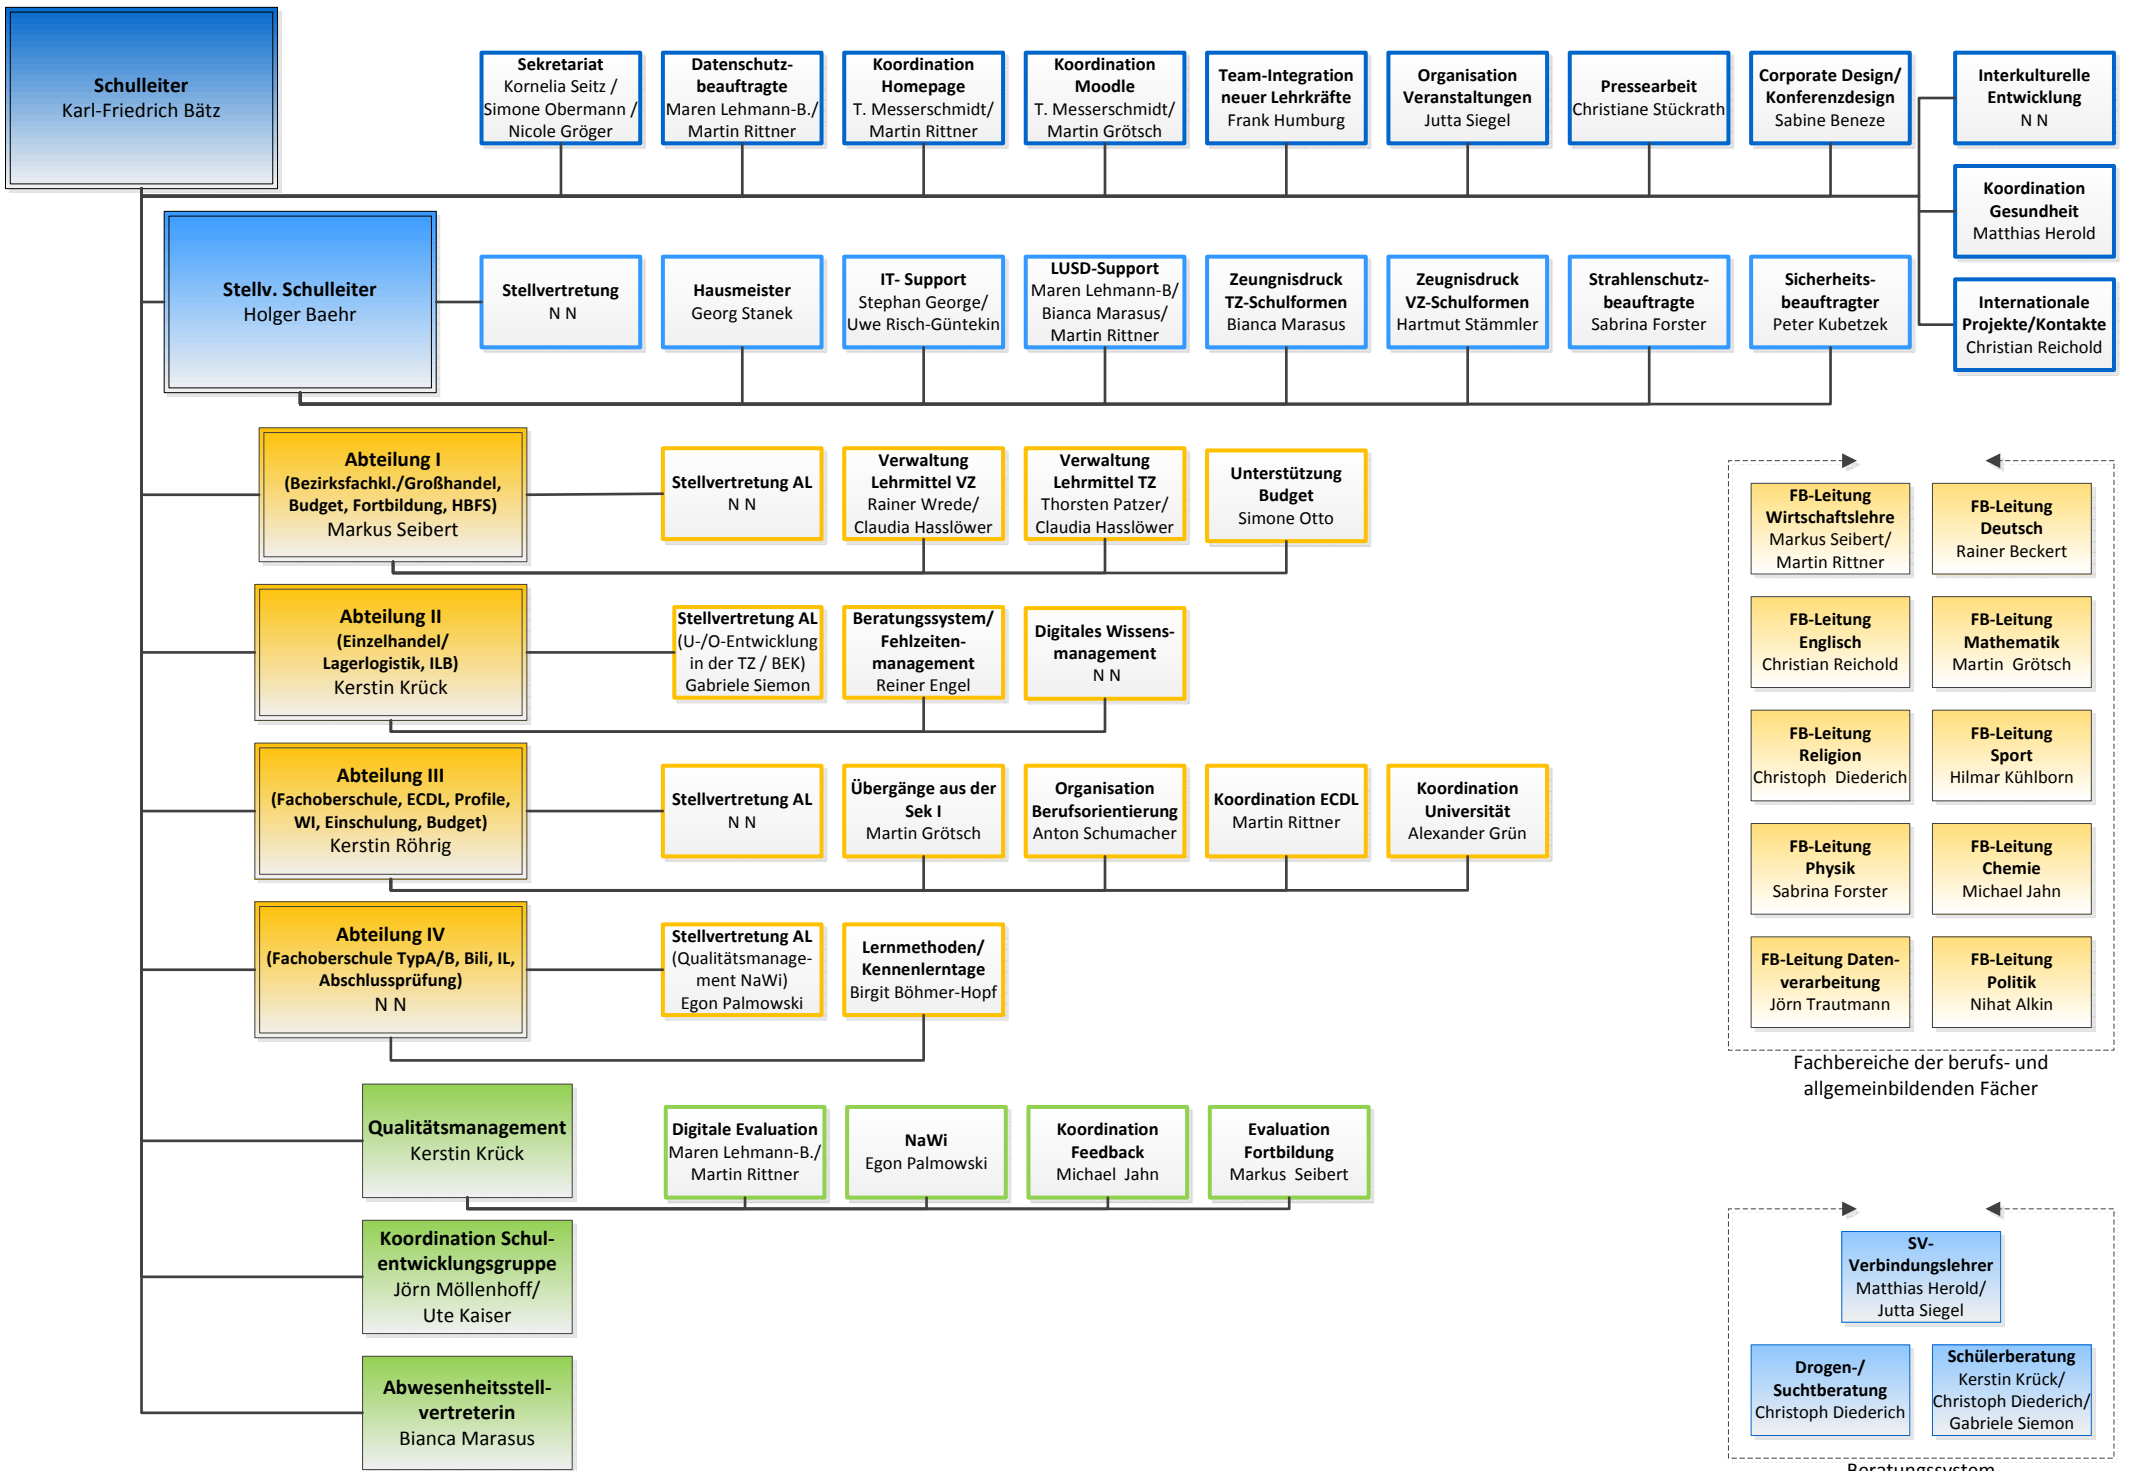 Schulleiter
Karl-Friedrich Bätz
Sekretariat
Kornelia Seitz /
Simone Obermann /
Nicole Gröger
Datenschutz-
beauftragte
Maren Lehmann-B./
Martin Rittner
Koordination
Homepage
T. Messerschmidt/
Martin Rittner
Koordination
Moodle
T. Messerschmidt/
Martin Grötsch
Team-Integration
neuer Lehrkräfte
Frank Humburg
Organisation
Veranstaltungen
Jutta Siegel
Pressearbeit
Christiane Stückrath
Corporate Design/
Konferenzdesign
Sabine Beneze
Interkulturelle
Entwicklung
N N
Koordination
Gesundheit
Matthias Herold
Internationale
Projekte/Kontakte
Christian Reichold
Stellv. Schulleiter
Holger Baehr
Stellvertretung
N N
Hausmeister
Georg Stanek
IT- Support
Stephan George/
Uwe Risch-Güntekin
LUSD-Support
Maren Lehmann-B/
Bianca Marasus/
Martin Rittner
Zeungnisdruck
TZ-Schulformen
Bianca Marasus
Zeugnisdruck
VZ-Schulformen
Hartmut Stämmler
Strahlenschutz-
beauftragte
Sabrina Forster
Sicherheits-
beauftragter
Peter Kubetzek
Abteilung I
(Bezirksfachkl./Großhandel,
Budget, Fortbildung, HBFS)
Markus Seibert
Stellvertretung AL
N N
Verwaltung
Lehrmittel VZ
Rainer Wrede/
Claudia Hasslöwer
Verwaltung
Lehrmittel TZ
Thorsten Patzer/
Claudia Hasslöwer
Unterstützung
Budget
Simone Otto
Abteilung II
(Einzelhandel/
Lagerlogistik, ILB)
Kerstin Krück
Stellvertretung AL
(U-/O-Entwicklung
in der TZ / BEK)
Gabriele Siemon
Beratungssystem/
Fehlzeiten-
management
Reiner Engel
Digitales Wissens-
management
N N
Abteilung III
(Fachoberschule, ECDL, Profile,
WI, Einschulung, Budget)
Kerstin Röhrig
Stellvertretung AL
N N
Übergänge aus der
Sek I
Martin Grötsch
Organisation
Berufsorientierung
Anton Schumacher
Koordination ECDL
Martin Rittner
Koordination
Universität
Alexander Grün
Abteilung IV
(Fachoberschule TypA/B, Bili, IL,
Abschlussprüfung)
N N
Stellvertretung AL
(Qualitätsmanage-
ment NaWi)
Egon Palmowski
Lernmethoden/
Kennenlerntage
Birgit Böhmer-Hopf
Qualitätsmanagement
Kerstin Krück
Digitale Evaluation
Maren Lehmann-B./
Martin Rittner
NaWi
Egon Palmowski
Koordination
Feedback
Michael Jahn
Evaluation
Fortbildung
Markus Seibert
Koordination Schul-
entwicklungsgruppe
Jörn Möllenhoff/
Ute Kaiser
Abwesenheitsstell-
vertreterin
Bianca Marasus
FB-Leitung
Wirtschaftslehre
Markus Seibert/
Martin Rittner
FB-Leitung
Deutsch
Rainer Beckert
FB-Leitung
Englisch
Christian Reichold
FB-Leitung
Mathematik
Martin Grötsch
FB-Leitung
Religion
Christoph Diederich
FB-Leitung
Sport
Hilmar Kühlborn
FB-Leitung
Physik
Sabrina Forster
FB-Leitung
Chemie
Michael Jahn
FB-Leitung Daten-
verarbeitung
Jörn Trautmann
FB-Leitung
Politik
Nihat Alkin
Fachbereiche der berufs- und
allgemeinbildenden Fächer
SV-
Verbindungslehrer
Matthias Herold/
Jutta Siegel
Drogen-/
Suchtberatung
Christoph Diederich
Schülerberatung
Kerstin Krück/
Christoph Diederich/
Gabriele Siemon
Beratungssystem